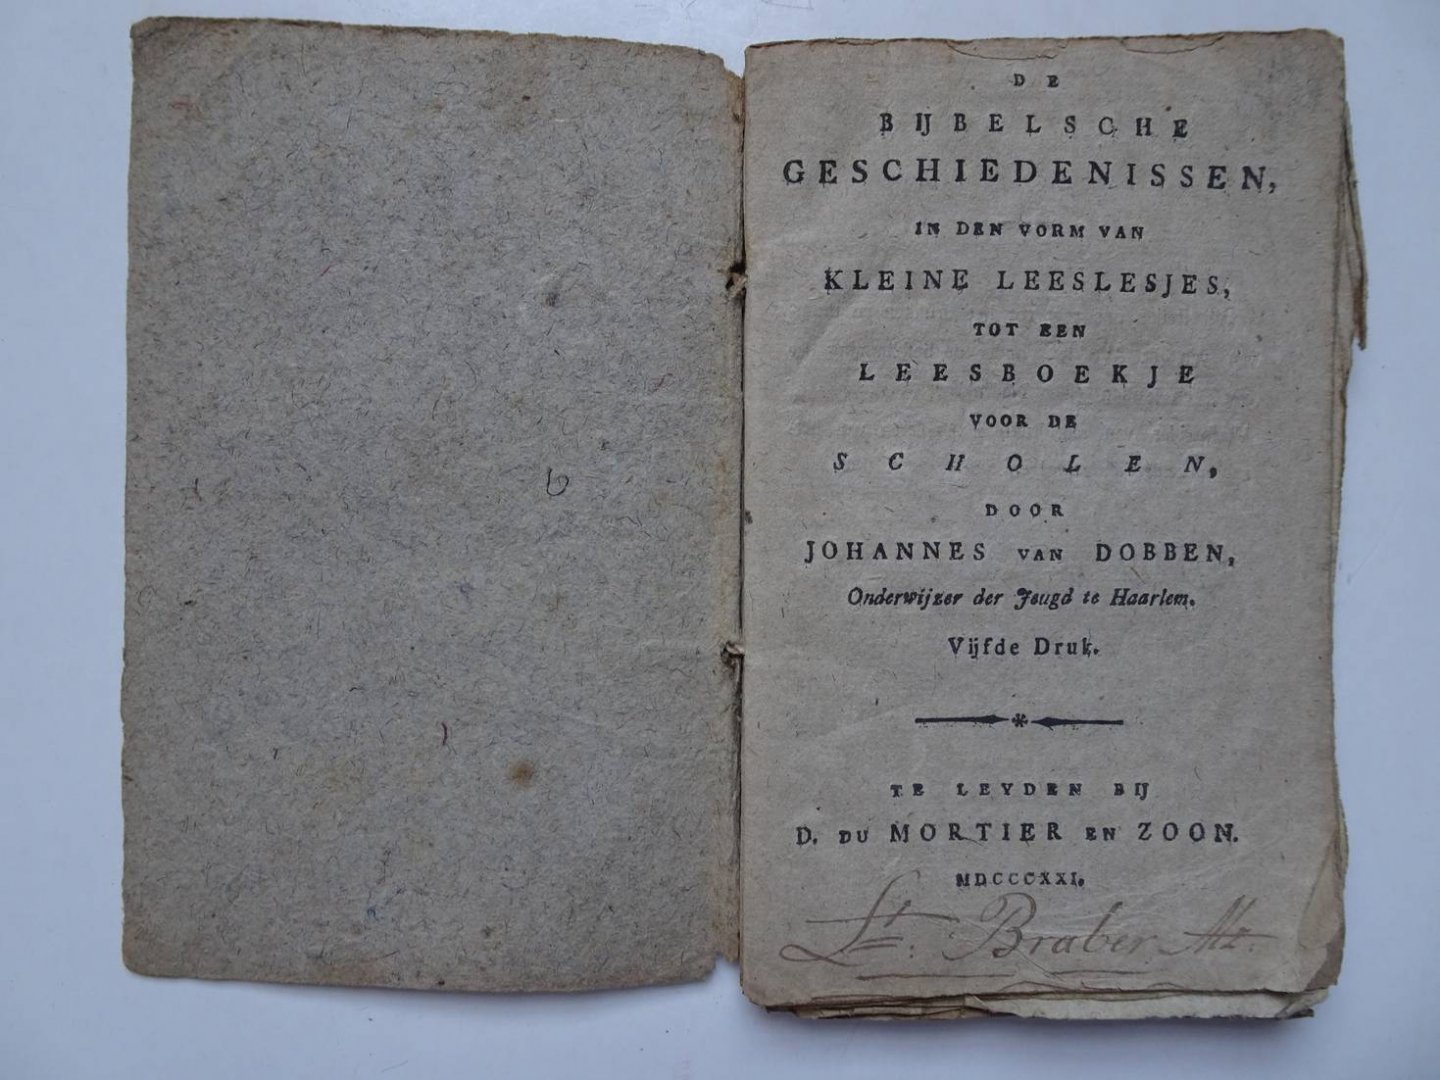 DE
BIJBELSCHE
GESCHIEDENISSEN,
IN DEN VORM VAN
KLEINE LEESLESJES,
TOT EEN
LEESBOEKJE
VOOR DE
SCHOLEN,
DOOR
JOHANNES VAN DOBBEN,
Onderwijzer der Jeugd te Haarlem.
Vijfde Druk.
TE LEYDEN BIJ
D. DU MORTIER EN ZOON.
MDCCCXXI.
Braber